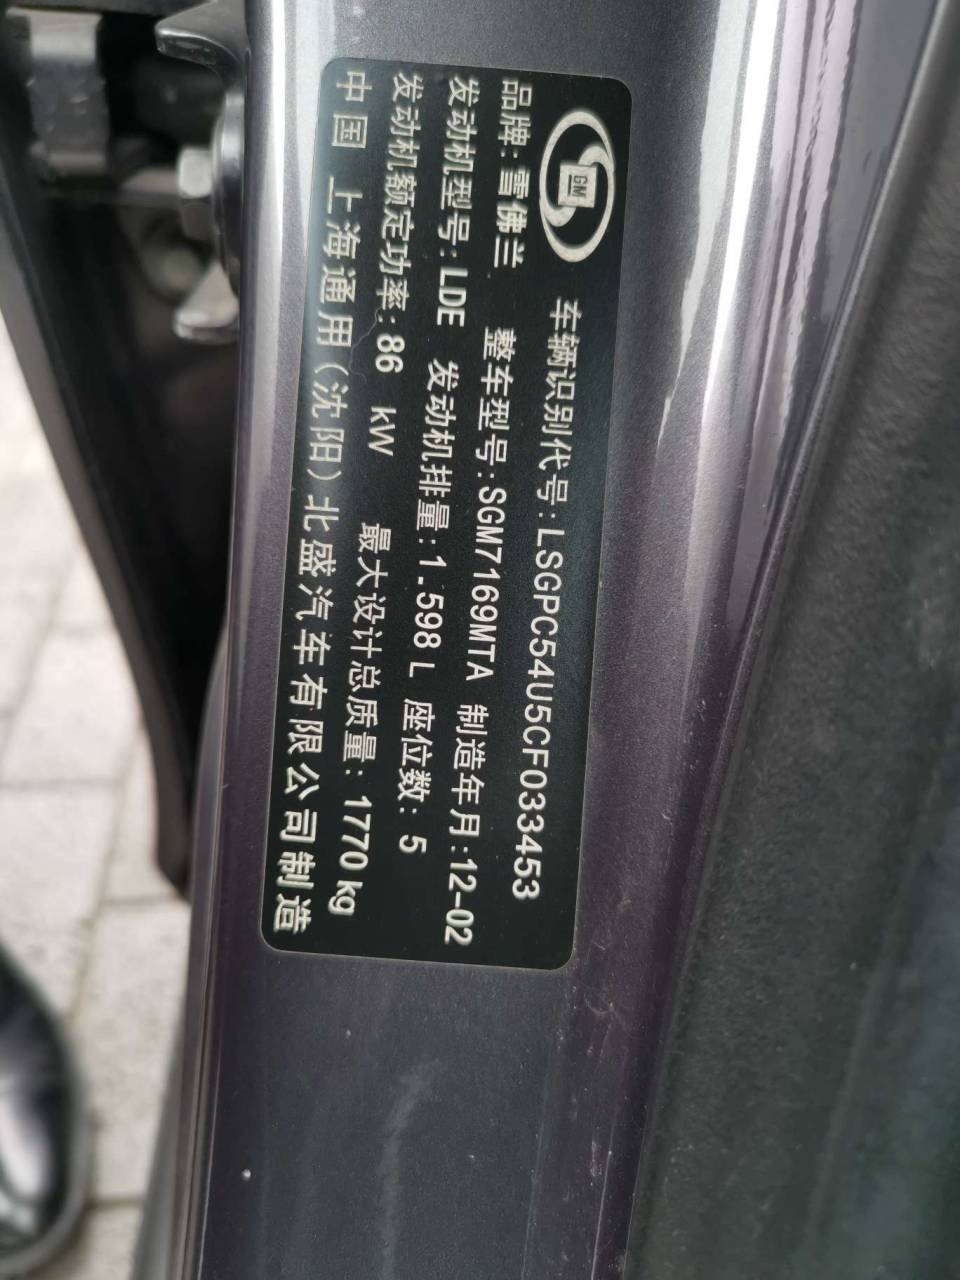 GM
车辆识别代号:LSGPC54U5CF033453
品牌:雪佛兰 整车型号:SGM7169MTA 制造年月:12-02
发动机型号:LDE 发动机排量:1.598L 座位数:5
发动机额定功率:86 kW 最大设计总质量:1770kg
中国 上海通用(沈阳)北盛汽车有限公司制造